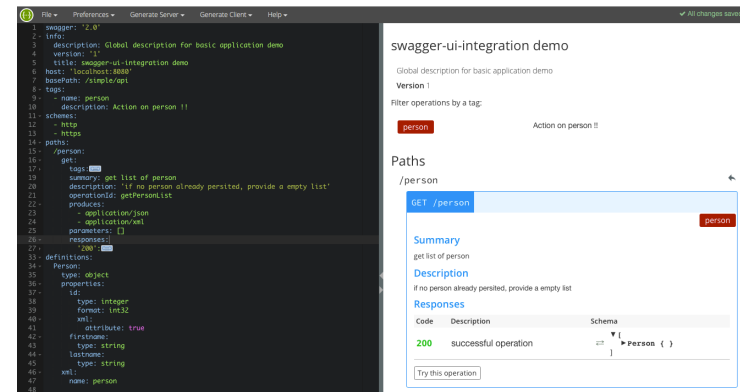 File Preferences Generate Server Generate Client Help
✓ All changes saved
1 swagger: '2.0'
2 info:
3 description: Global description for basic application demo
4 version: '1'
5 title: swagger-ui-integration demo
6 host: 'localhost:8080'
7 basePath: /simple/api
8 tags:
9 - name: person
10 description: Action on person !!
11 schemes:
12 - http
13 - https
14 paths:
15 /person:
16 get:
17 tags:
19 summary: get list of person
20 description: 'if no person already persited, provide a empty list'
21 operationId: getPersonList
22 produces:
23 - application/json
24 - application/xml
25 parameters: []
26 responses:
27 '200':
33 definitions:
34 Person:
35 type: object
36 properties:
37 id:
38 type: integer
39 format: int32
40 xml:
41 attribute: true
42 firstname:
43 type: string
44 lastname:
45 type: string
46 xml:
47 name: person
48
swagger-ui-integration demo
Global description for basic application demo
Version 1
Filter operations by a tag:
person Action on person !!
Paths
/person
GET /person
person
Summary
get list of person
Description
if no person already persited, provide a empty list
Responses
Code Description Schema
▼ [
200 successful operation ⇄ ▶ Person { }
]
Try this operation